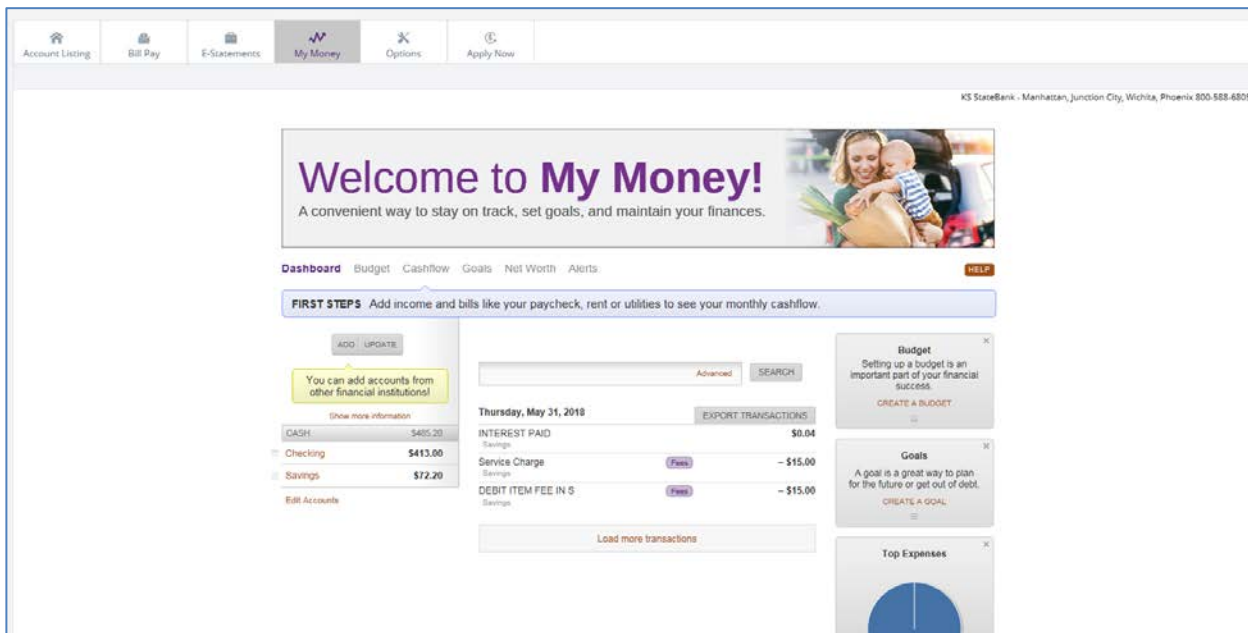 Account Listing
Bill Pay
E-Statements
My Money
Options
Apply Now
KS StateBank - Manhattan, Junction City, Wichita, Phoenix 800-588-6805
Welcome to My Money!
A convenient way to stay on track, set goals, and maintain your finances.
Dashboard Budget Cashflow Goals Net Worth Alerts
HELP
FIRST STEPS Add income and bills like your paycheck, rent or utilities to see your monthly cashflow.
ADD UPDATE
You can add accounts from
other financial institutions!
Show more information
CASH $485.20
Checking $413.00
Savings $72.20
Edit Accounts
Advanced SEARCH
Thursday, May 31, 2018 EXPORT TRANSACTIONS
INTEREST PAID $0.04
Savings
Service Charge Fees – $15.00
Savings
DEBIT ITEM FEE IN S Fees – $15.00
Savings
Load more transactions
Budget
Setting up a budget is an
important part of your financial
success.
CREATE A BUDGET
Goals
A goal is a great way to plan
for the future or get out of debt.
CREATE A GOAL
Top Expenses